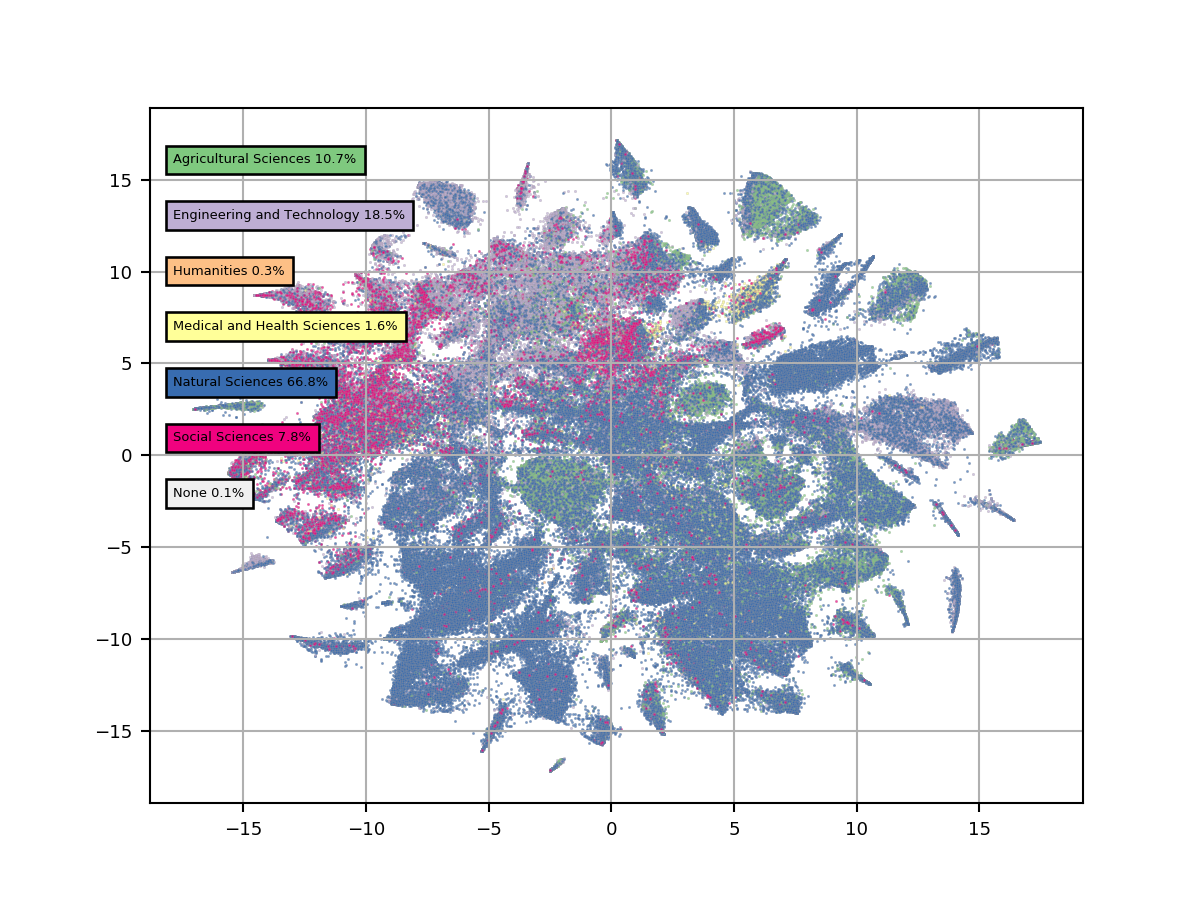 Agricultural Sciences 10.7%
Engineering and Technology 18.5%
Humanities 0.3%
Medical and Health Sciences 1.6%
Natural Sciences 66.8%
Social Sciences 7.8%
None 0.1%
15
10
5
0
−5
−10
−15
−15 −10 −5 0 5 10 15